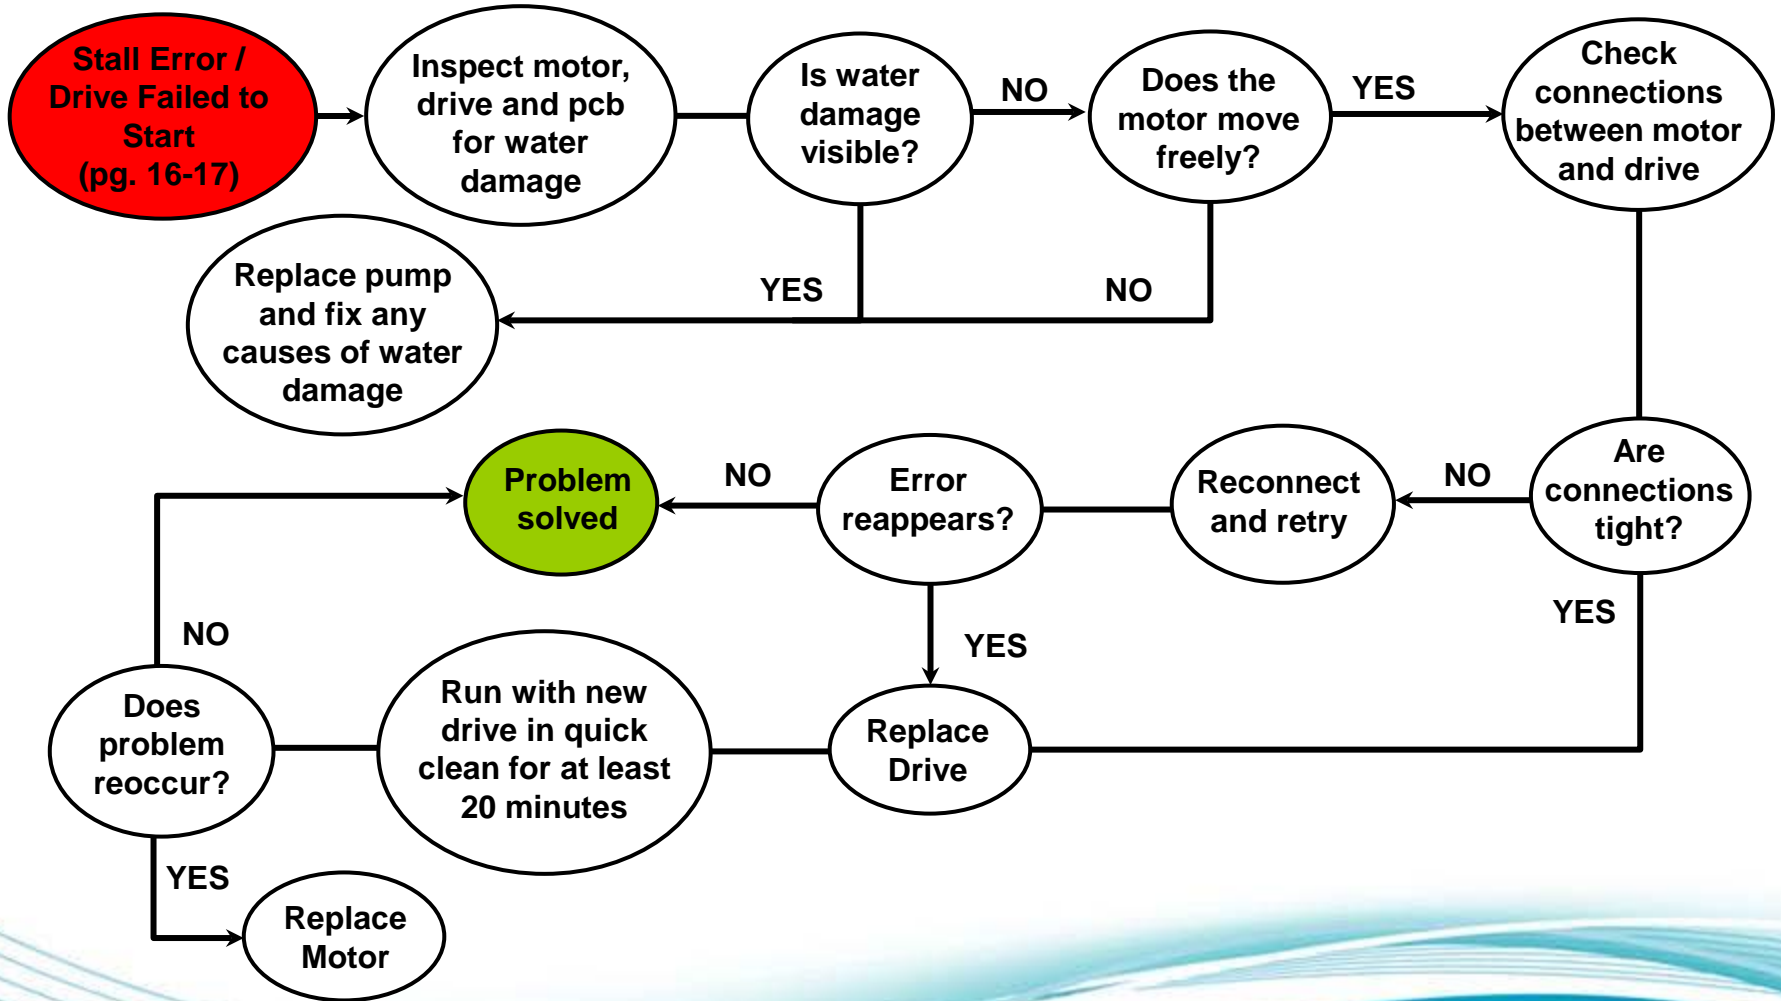 Stall Error /
Drive Failed to
Start
(pg. 16-17)
Inspect motor,
drive and pcb
for water
damage
Is water
damage
visible?
NO
Does the
motor move
freely?
YES
Check
connections
between motor
and drive
Replace pump
and fix any
causes of water
damage
YES
NO
Problem
solved
NO
Error
reappears?
Reconnect
and retry
NO
Are
connections
tight?
YES
NO
YES
Does
problem
reoccur?
Run with new
drive in quick
clean for at least
20 minutes
Replace
Drive
YES
Replace
Motor